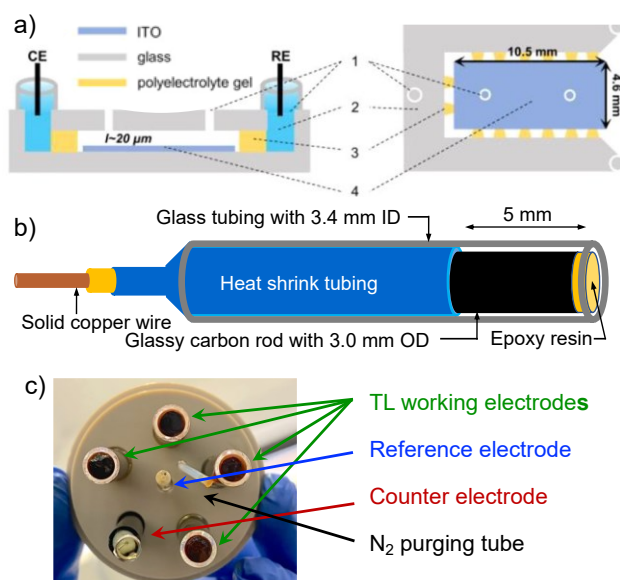 a)
ITO
glass
polyelectrolyte gel
CE
RE
l~20 μm
1
2
3
4
10.5 mm
4.6 mm
b)
Glass tubing with 3.4 mm ID
5 mm
Heat shrink tubing
Solid copper wire
Glassy carbon rod with 3.0 mm OD
Epoxy resin
c)
TL working electrodes
Reference electrode
Counter electrode
N₂ purging tube